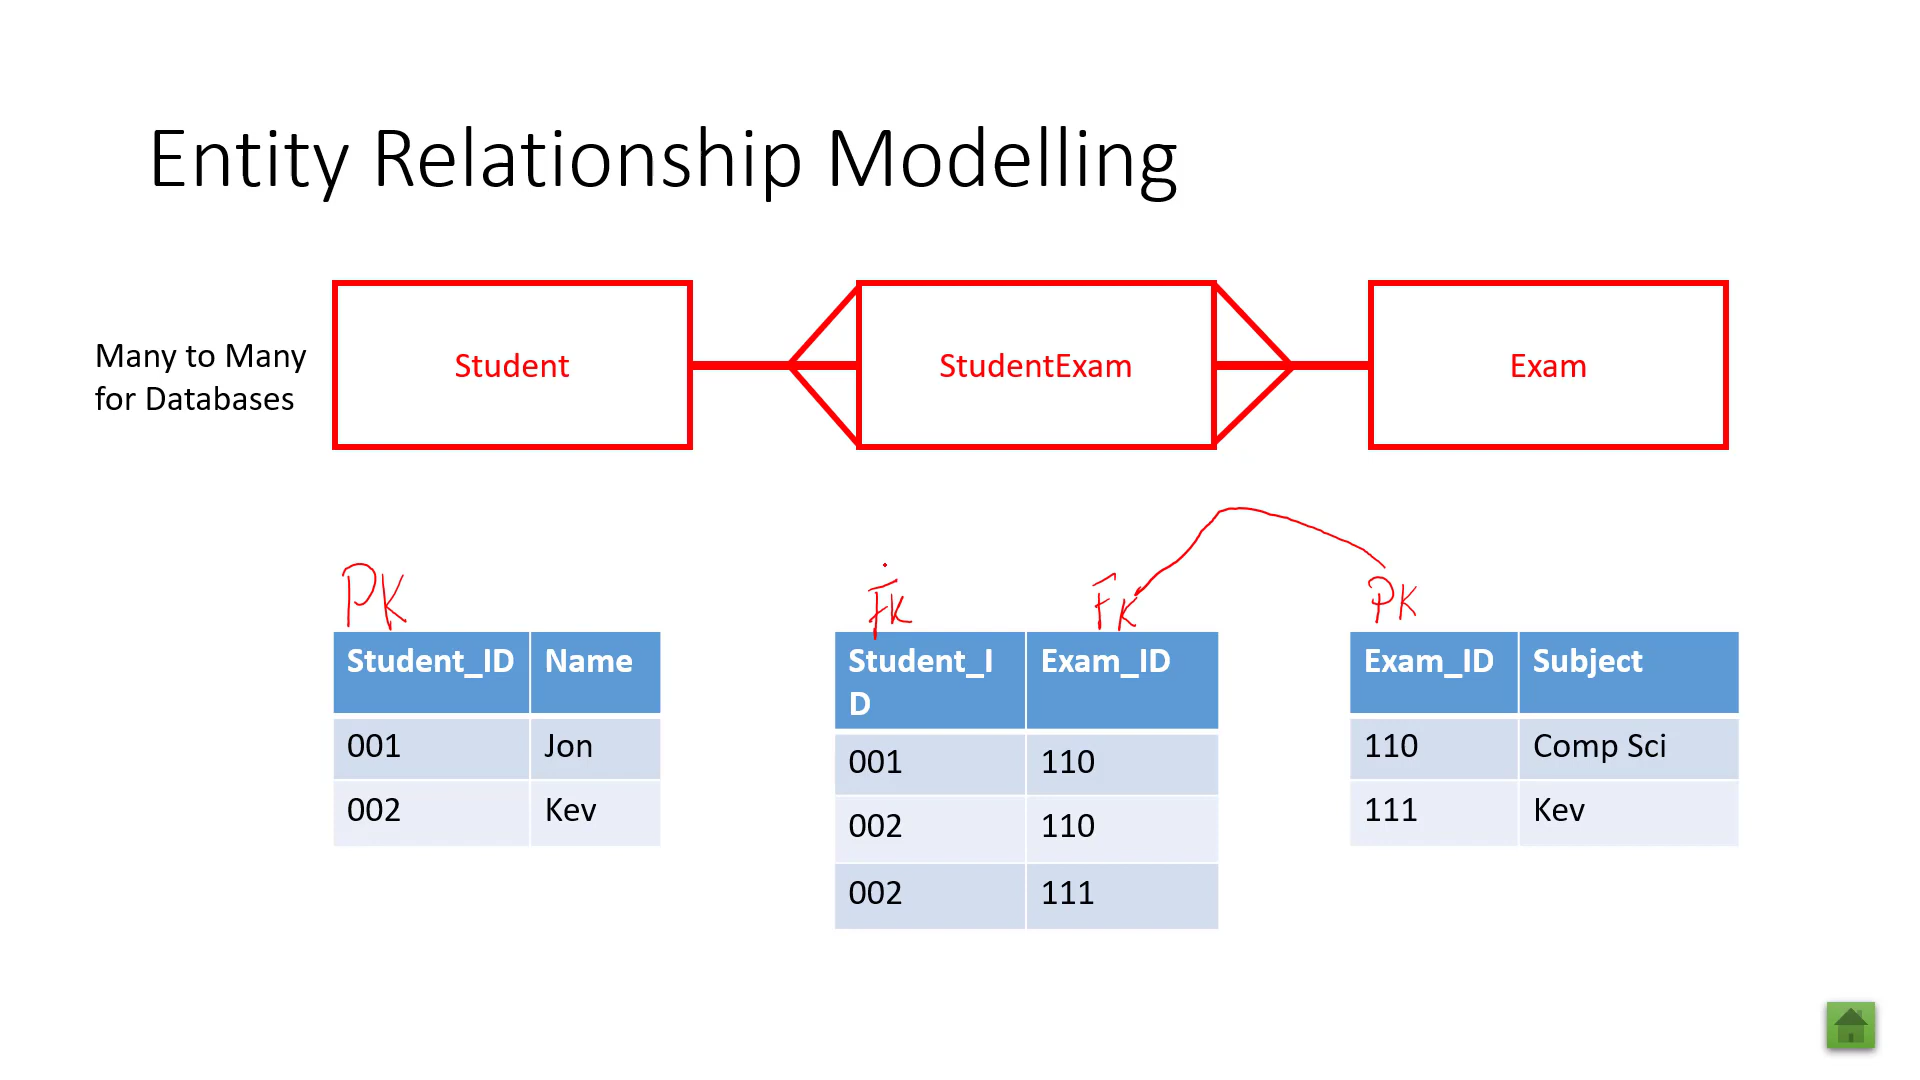 Entity Relationship Modelling
Many to Many
for Databases
Student
StudentExam
Exam
PK
FK
FK
PK
Student_ID Name
001 Jon
002 Kev
Student_I
D
Exam_ID
001 110
002 110
002 111
Exam_ID Subject
110 Comp Sci
111 Kev